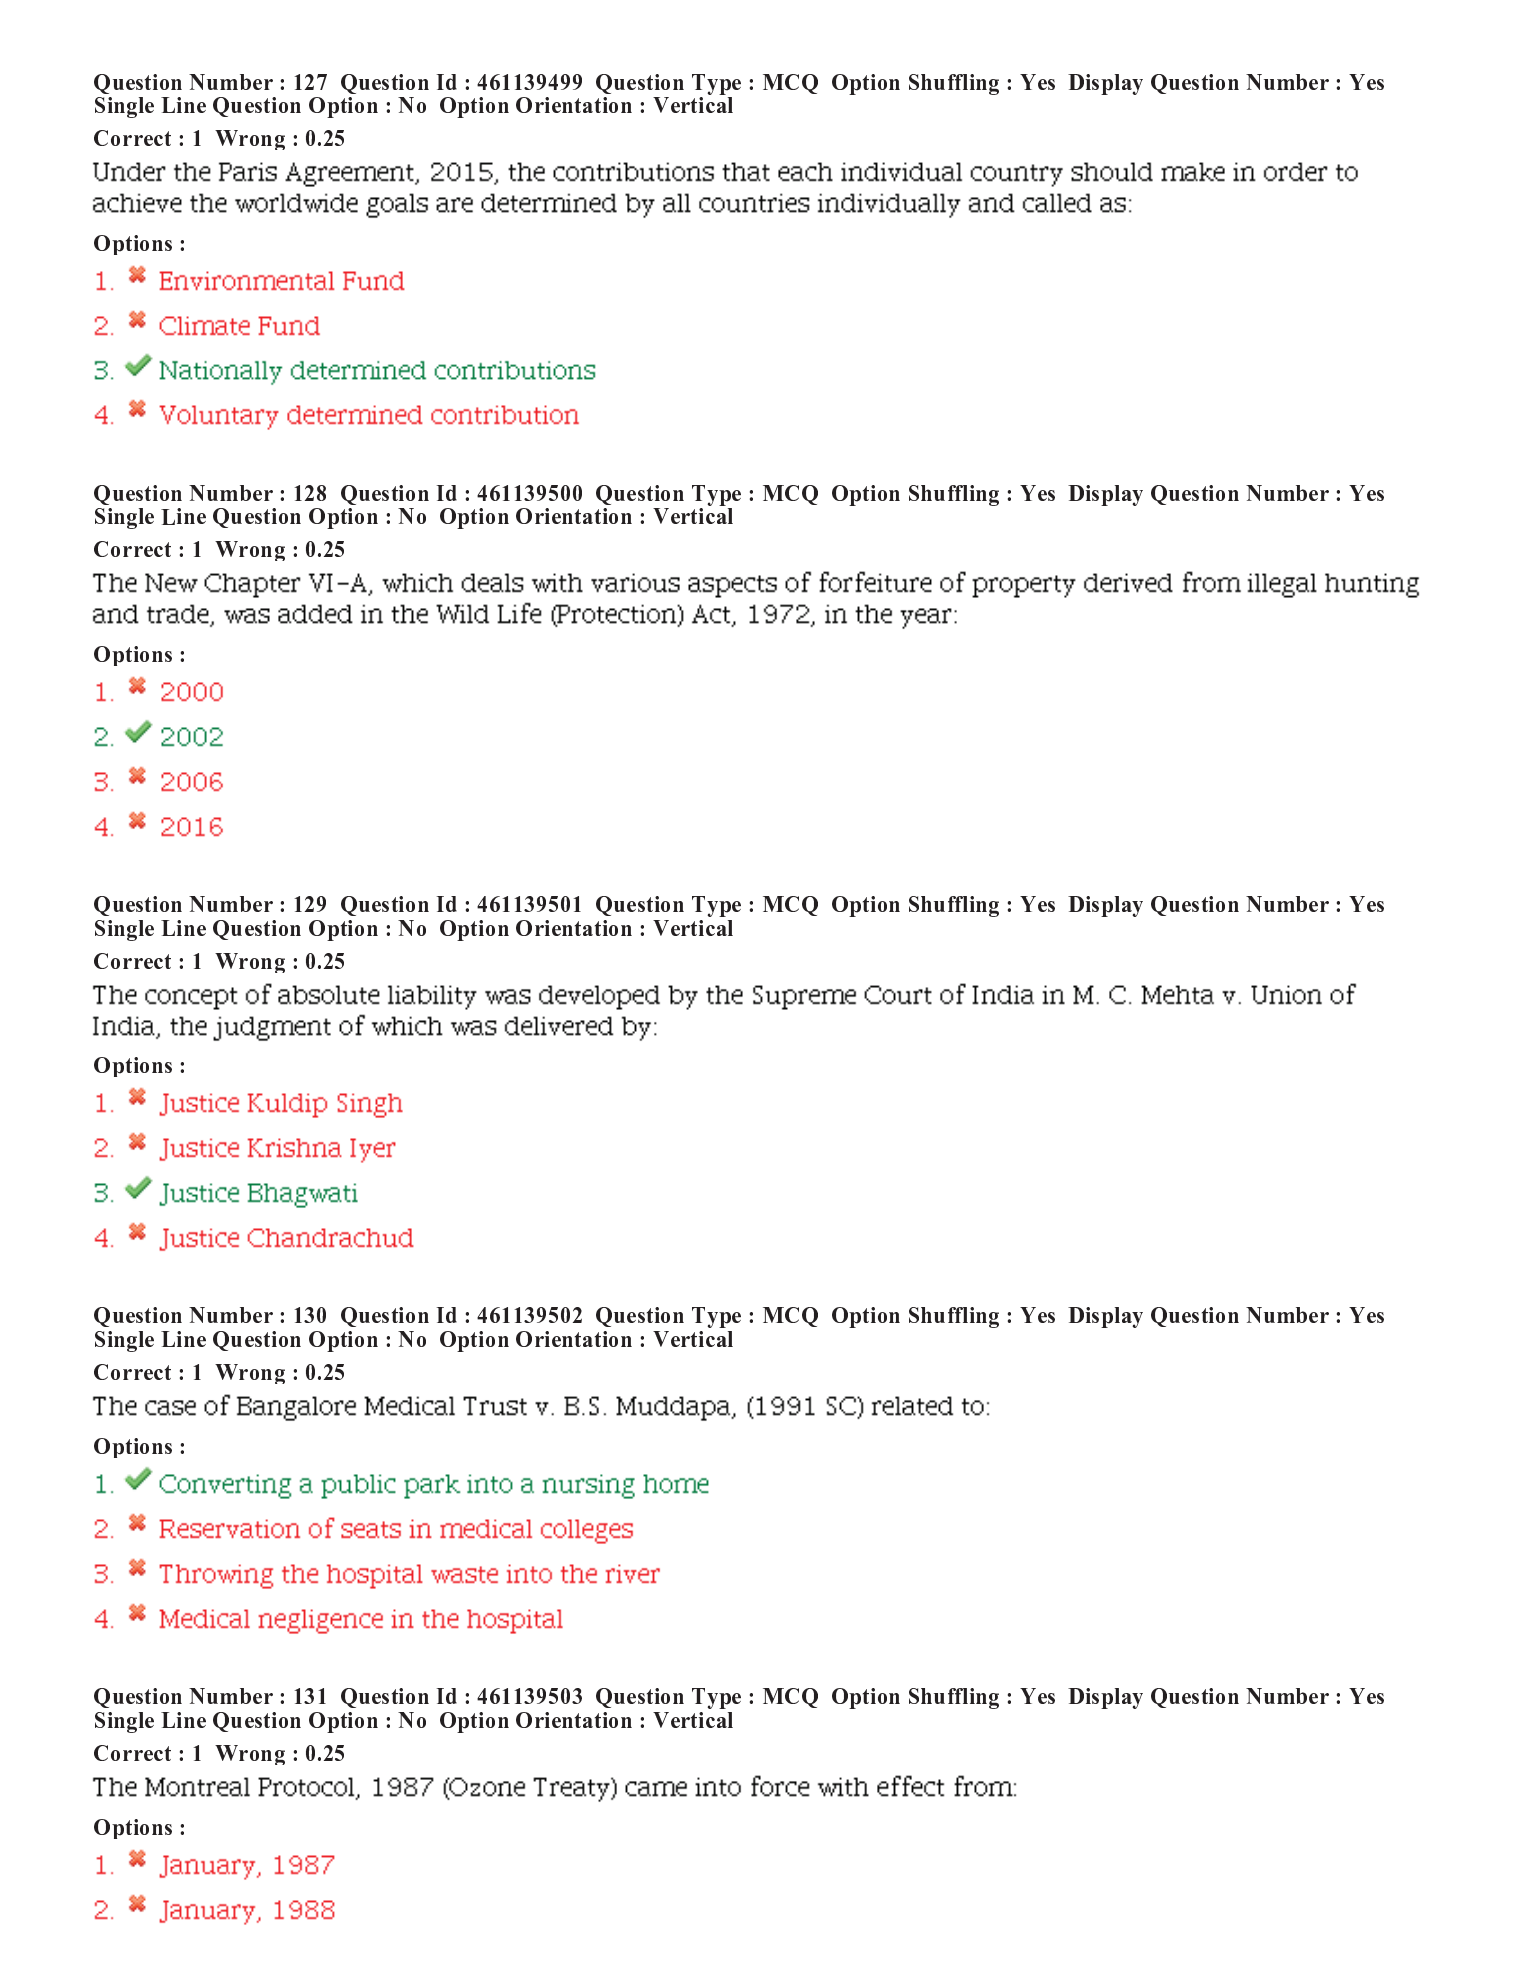 Question Number : 127 Question Id : 461139499 Question Type : MCQ Option Shuffling : Yes Display Question Number : Yes
Single Line Question Option : No Option Orientation : Vertical
Correct : 1 Wrong : 0.25
Under the Paris Agreement, 2015, the contributions that each individual country should make in order to
achieve the worldwide goals are determined by all countries individually and called as:
Options :
1. Environmental Fund
2. Climate Fund
3. Nationally determined contributions
4. Voluntary determined contribution
Question Number : 128 Question Id : 461139500 Question Type : MCQ Option Shuffling : Yes Display Question Number : Yes
Single Line Question Option : No Option Orientation : Vertical
Correct : 1 Wrong : 0.25
The New Chapter VI-A, which deals with various aspects of forfeiture of property derived from illegal hunting
and trade, was added in the Wild Life (Protection) Act, 1972, in the year:
Options :
1. 2000
2. 2002
3. 2006
4. 2016
Question Number : 129 Question Id : 461139501 Question Type : MCQ Option Shuffling : Yes Display Question Number : Yes
Single Line Question Option : No Option Orientation : Vertical
Correct : 1 Wrong : 0.25
The concept of absolute liability was developed by the Supreme Court of India in M. C. Mehta v. Union of
India, the judgment of which was delivered by:
Options :
1. Justice Kuldip Singh
2. Justice Krishna Iyer
3. Justice Bhagwati
4. Justice Chandrachud
Question Number : 130 Question Id : 461139502 Question Type : MCQ Option Shuffling : Yes Display Question Number : Yes
Single Line Question Option : No Option Orientation : Vertical
Correct : 1 Wrong : 0.25
The case of Bangalore Medical Trust v. B.S. Muddapa, (1991 SC) related to:
Options :
1. Converting a public park into a nursing home
2. Reservation of seats in medical colleges
3. Throwing the hospital waste into the river
4. Medical negligence in the hospital
Question Number : 131 Question Id : 461139503 Question Type : MCQ Option Shuffling : Yes Display Question Number : Yes
Single Line Question Option : No Option Orientation : Vertical
Correct : 1 Wrong : 0.25
The Montreal Protocol, 1987 (Ozone Treaty) came into force with effect from:
Options :
1. January, 1987
2. January, 1988